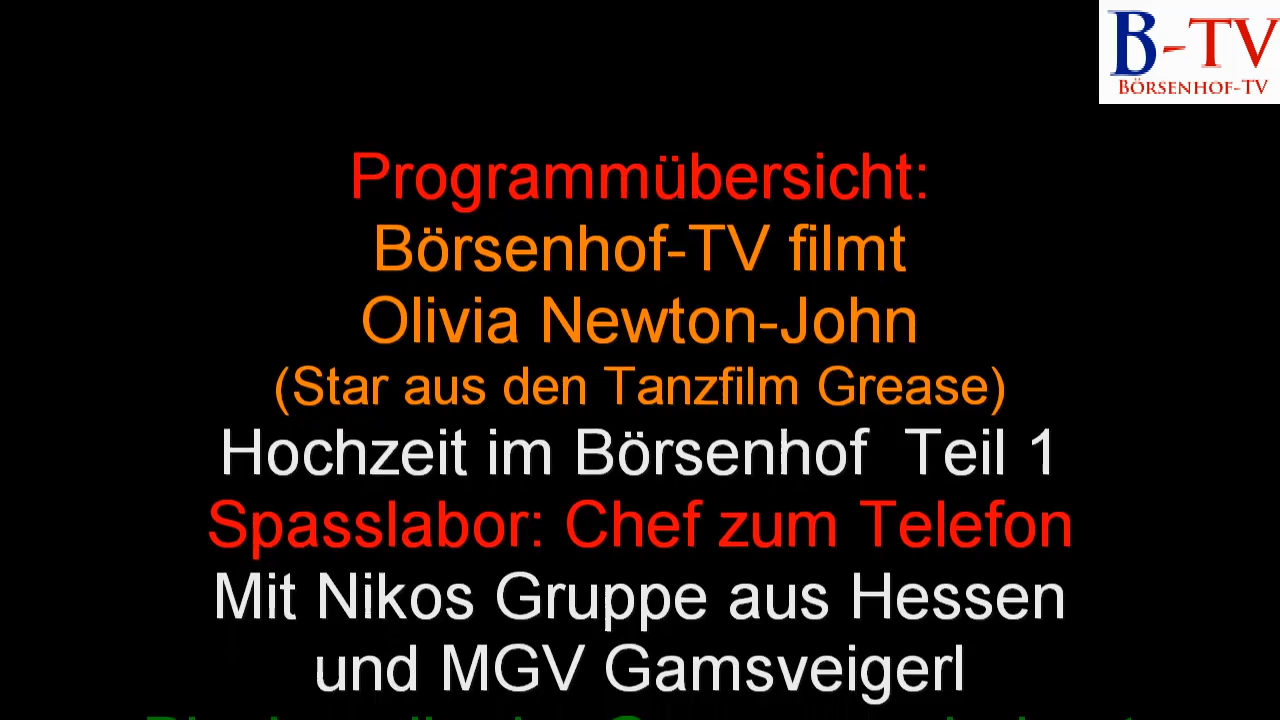 B-TV
BÖRSENHOF-TV
Programmübersicht:
Börsenhof-TV filmt
Olivia Newton-John
(Star aus den Tanzfilm Grease)
Hochzeit im Börsenhof  Teil 1
Spasslabor: Chef zum Telefon
Mit Nikos Gruppe aus Hessen
und MGV Gamsveigerl